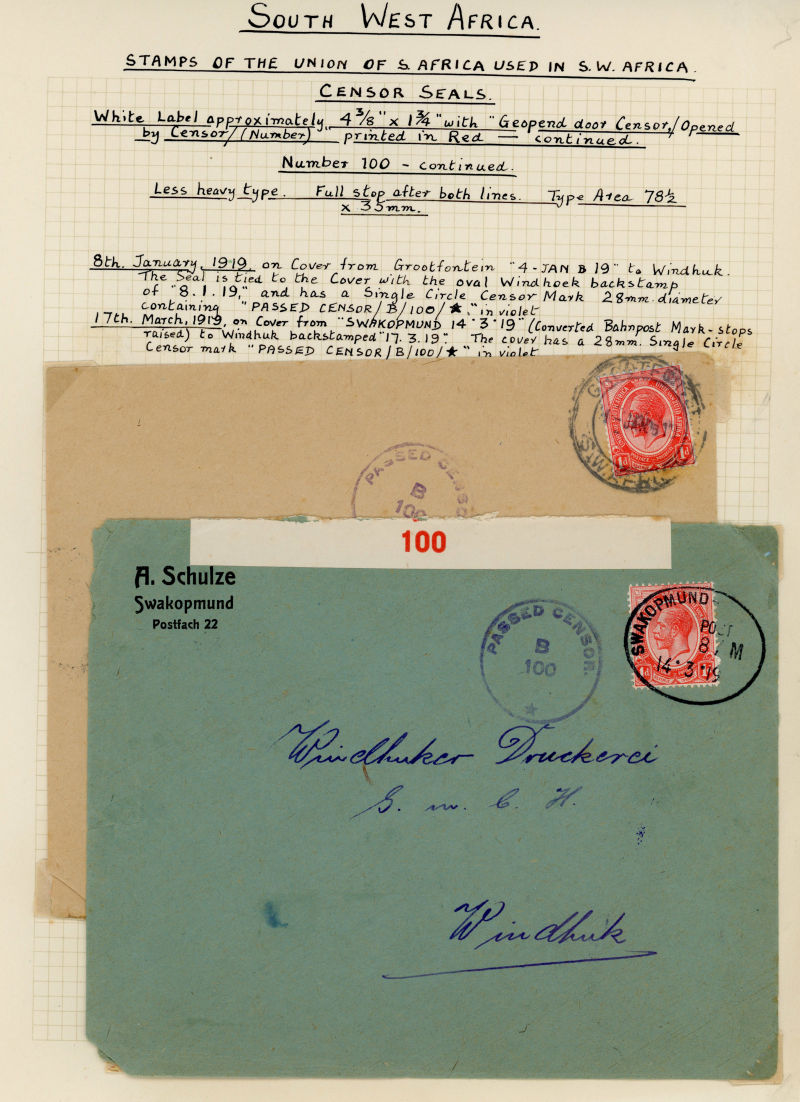 SOUTH WEST AFRICA.
STAMPS OF THE UNION OF S. AFRICA USED IN S.W. AFRICA.
CENSOR SEALS.
White Label approximately 4 3/8" x 1 3/4" with "Geopend door Censor,/Opened
by Censor/(Number)" printed in Red — continued.
Number 100 - continued.
Less heavy type. Full stop after both lines. Type Area 78½
x 35mm.
8th. January, 1919, on Cover from Grootfontein "4-JAN B 19" to Windhuk.
The Seal is tied to the Cover with the oval Windhoek backstamp
of "8.1.19," and has a Single Circle Censor Mark 28mm. diameter
containing "PASSED CENSOR/B/100/★" in violet
17th. March, 1919, on Cover from "SWAKOPMUND 14·3·19" (Converted Bahnpost Mark - stops
raised) to Windhuk backstamped "17.3.19". The cover has a 28mm. Single Circle
Censor mark "PASSED CENSOR/B/100/★" in violet
1d 1d
PASSED CENSO
B
100
100
A. Schulze
Swakopmund
Postfach 22
PASSED CENSOR.
B
100
★
SWAKOPMUND-
POST
M
14·3·19
1d
Windhuker Druckerei
G. m. b. H.
Windhuk